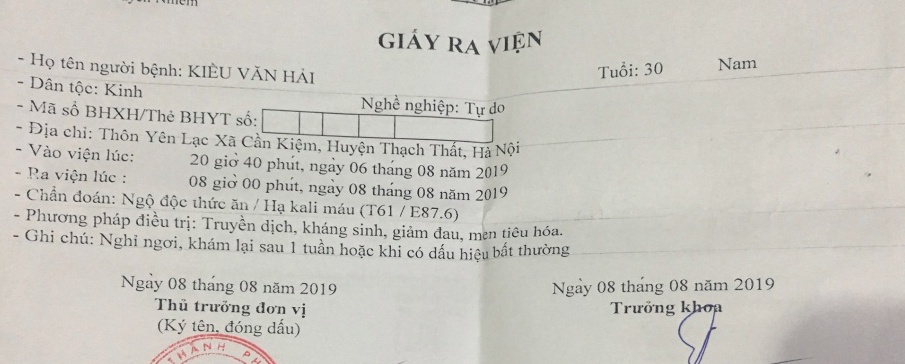 Nhiễm
GIẤY RA VIỆN
- Họ tên người bệnh: KIỀU VĂN HẢI Tuổi: 30 Nam
- Dân tộc: Kinh Nghề nghiệp: Tự do
- Mã số BHXH/Thẻ BHYT số:
- Địa chỉ: Thôn Yên Lạc Xã Cần Kiệm, Huyện Thạch Thất, Hà Nội
- Vào viện lúc: 20 giờ 40 phút, ngày 06 tháng 08 năm 2019
- Ra viện lúc : 08 giờ 00 phút, ngày 08 tháng 08 năm 2019
- Chẩn đoán: Ngộ độc thức ăn / Hạ kali máu (T61 / E87.6)
- Phương pháp điều trị: Truyền dịch, kháng sinh, giảm đau, men tiêu hóa.
- Ghi chú: Nghỉ ngơi, khám lại sau 1 tuần hoặc khi có dấu hiệu bất thường
Ngày 08 tháng 08 năm 2019 Ngày 08 tháng 08 năm 2019
Thủ trưởng đơn vị Trưởng khoa
(Ký tên, đóng dấu)
THÀNH PH